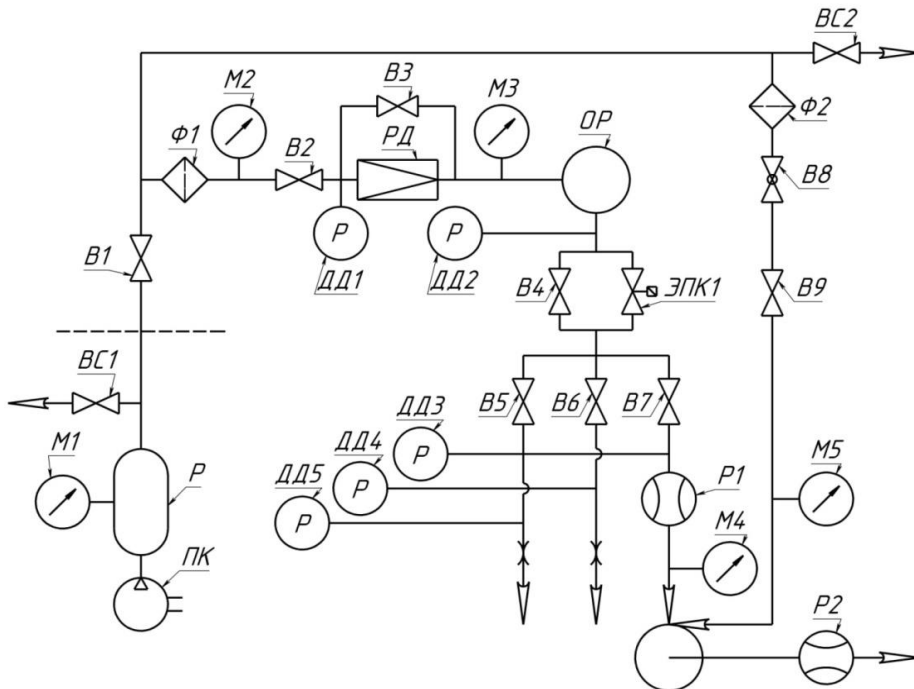 ВС2
М2
В3
М3
ОР
Ф2
Ф1
РД
В2
В8
Р
Р
В1
ДД1
ДД2
В4
ЭПК1
В9
ВС1
В5
В6
В7
ДД3
М1
ДД4
Р
М5
Р
ДД5
Р
Р1
Р
М4
ПК
Р2